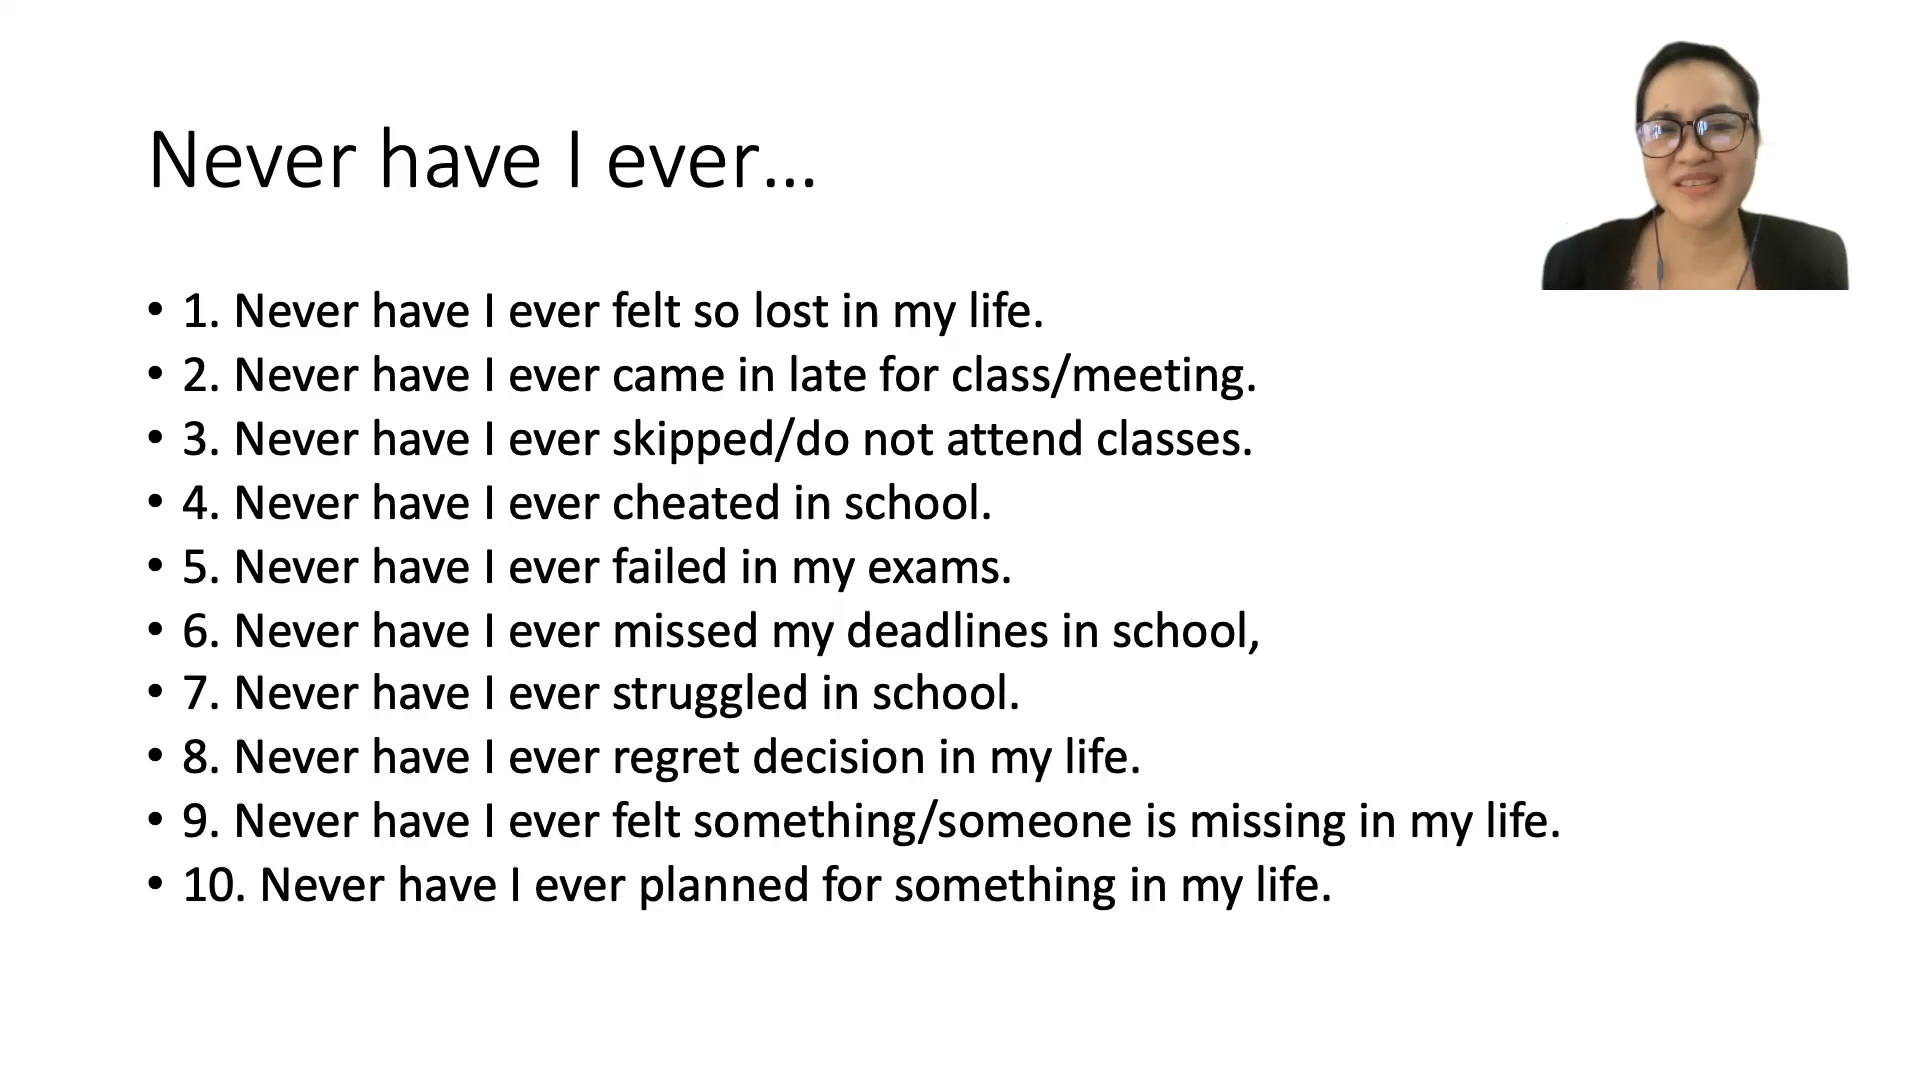 Never have I ever...
• 1. Never have I ever felt so lost in my life.
• 2. Never have I ever came in late for class/meeting.
• 3. Never have I ever skipped/do not attend classes.
• 4. Never have I ever cheated in school.
• 5. Never have I ever failed in my exams.
• 6. Never have I ever missed my deadlines in school,
• 7. Never have I ever struggled in school.
• 8. Never have I ever regret decision in my life.
• 9. Never have I ever felt something/someone is missing in my life.
• 10. Never have I ever planned for something in my life.